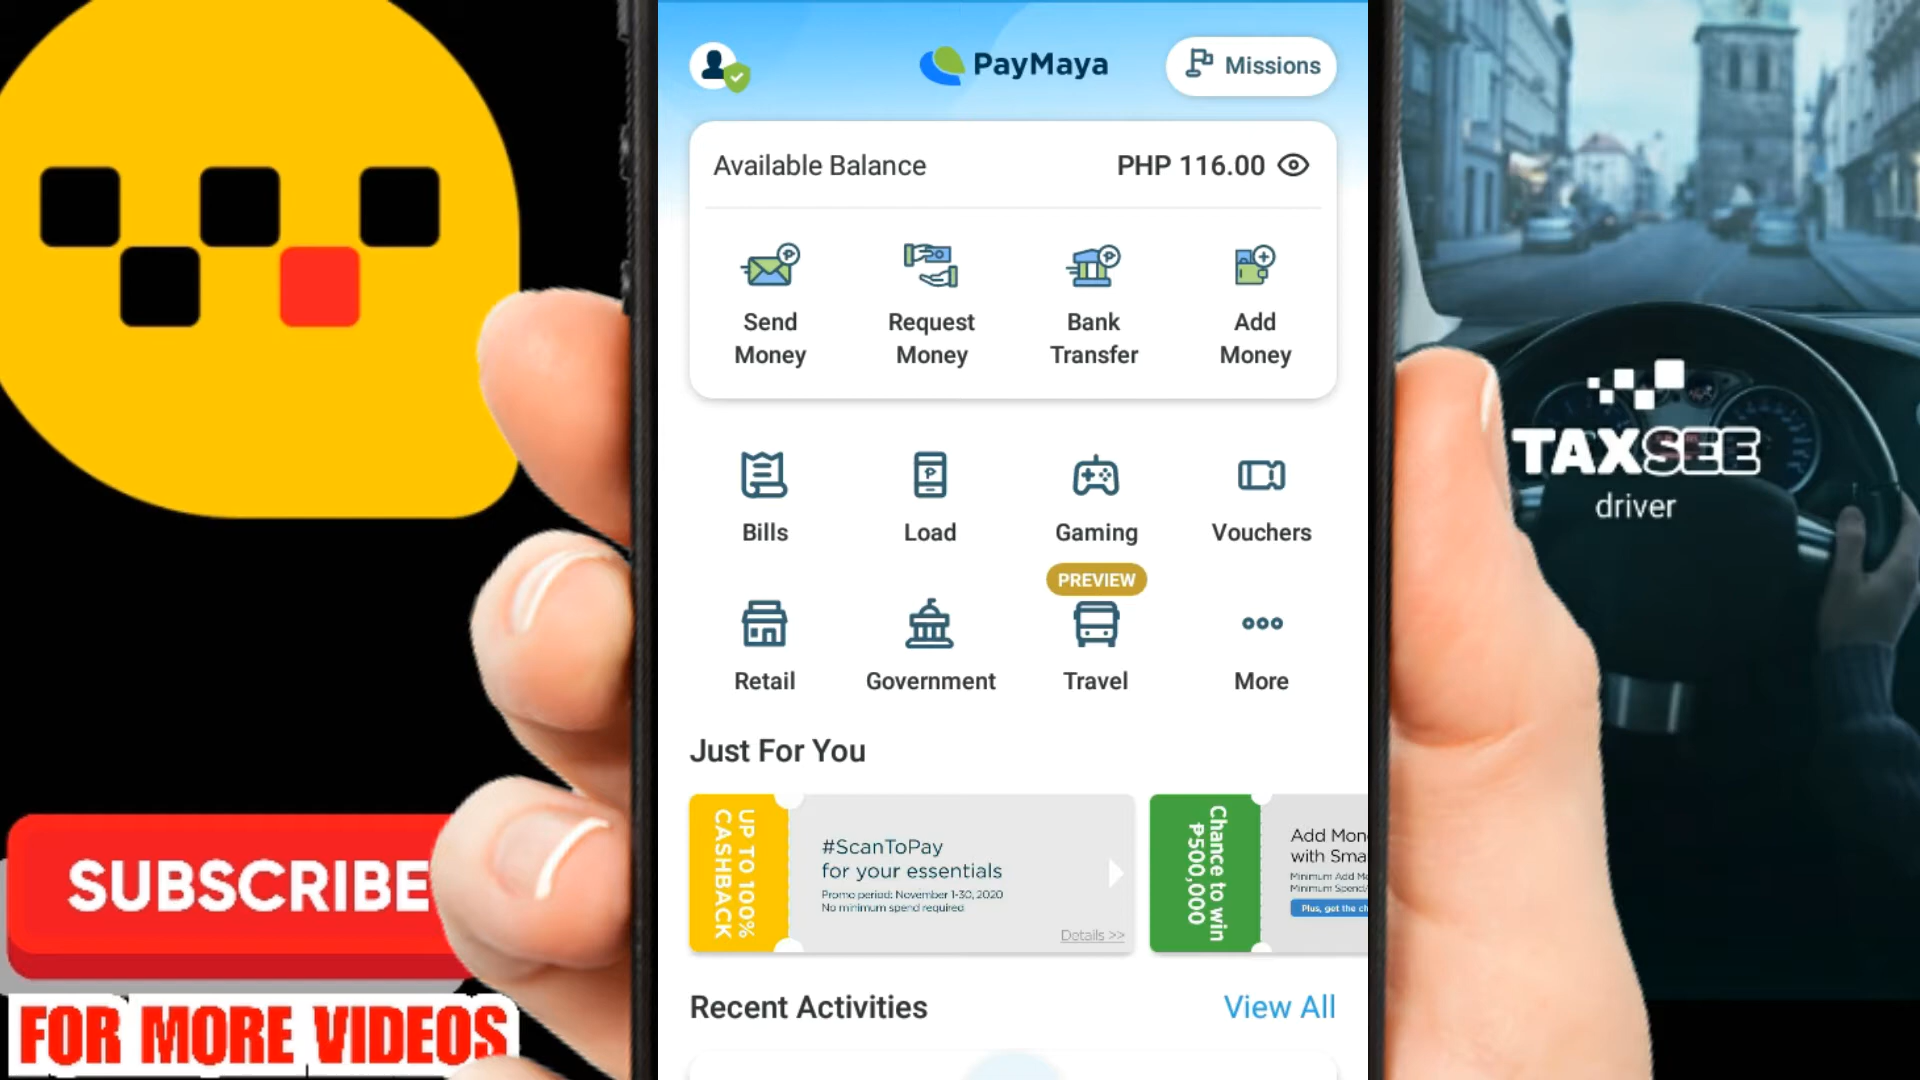 PayMaya
Missions
Available Balance
PHP 116.00
Send
Money
Request
Money
Bank
Transfer
Add
Money
Bills
Load
Gaming
Vouchers
PREVIEW
Retail
Government
Travel
More
Just For You
UP TO 100%
CASHBACK
#ScanToPay
for your essentials
Promo period: November 1-30, 2020
No minimum spend required
Details >>
Chance to win
₱500,000
Add Mon
with Sma
Minimum Add M
Minimum Spend/
Plus, get the ch
Recent Activities
View All
SUBSCRIBE
FOR MORE VIDEOS
TAXSEE
driver